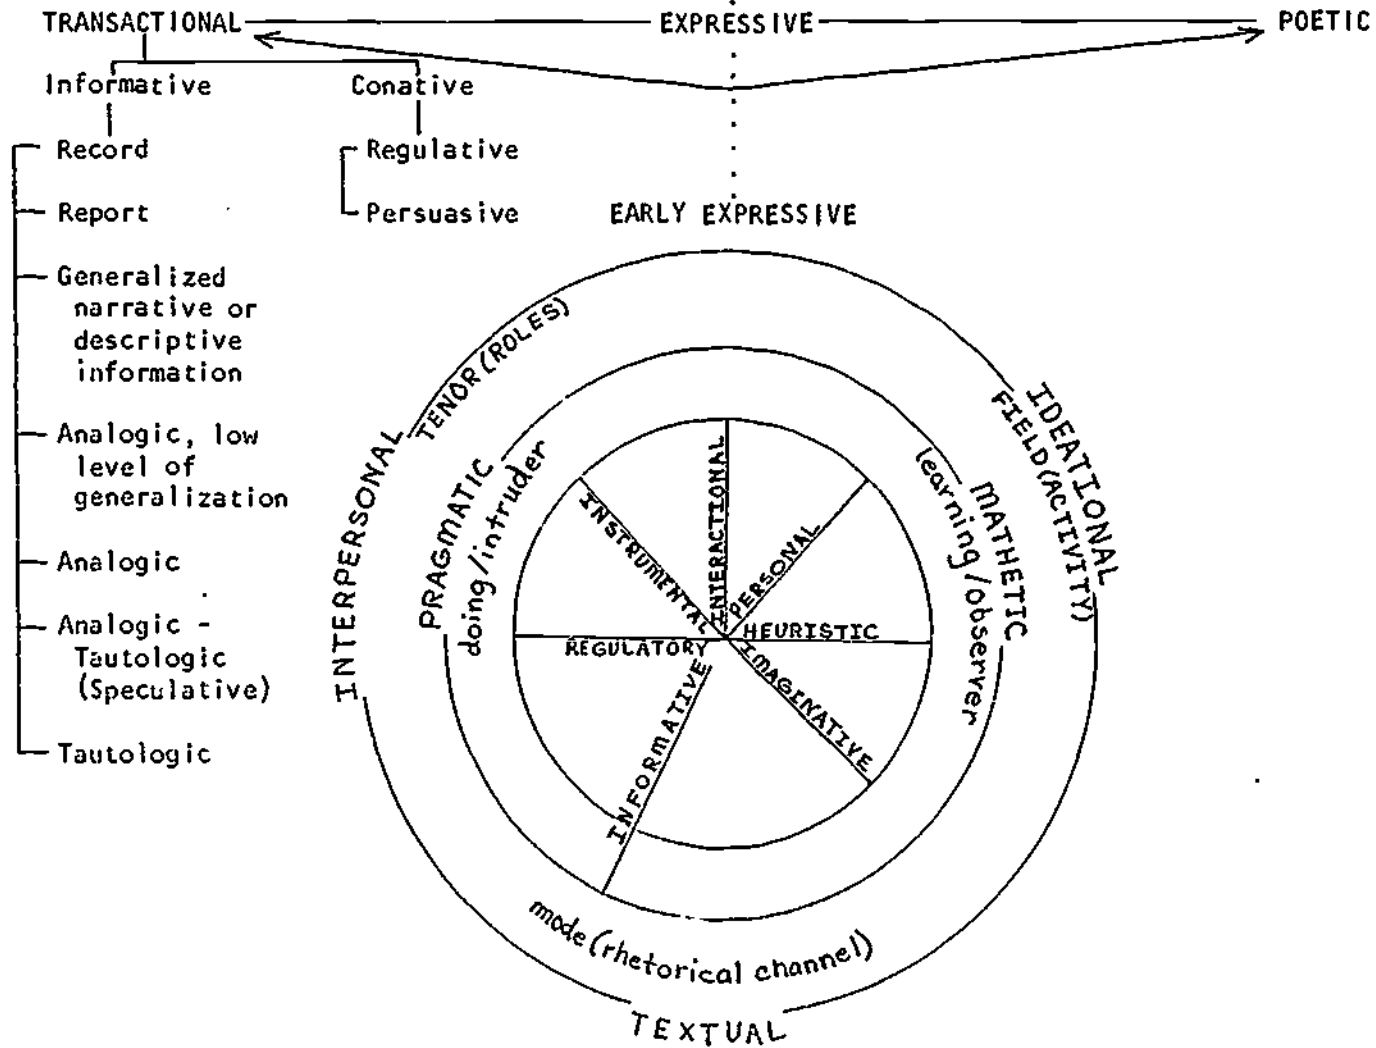 TRANSACTIONAL EXPRESSIVE POETIC
Informative Conative
Record Regulative
Report Persuasive EARLY EXPRESSIVE
Generalized
narrative or
descriptive
information
Analogic, low
level of
generalization
Analogic
Analogic -
Tautologic
(Speculative)
Tautologic
INTERPERSONAL
TENOR (ROLES)
IDEATIONAL
FIELD (ACTIVITY)
PRAGMATIC
doing/intruder
MATHETIC
learning/observer
INSTRUMENTAL
INTERACTIONAL
PERSONAL
HEURISTIC
REGULATORY
IMAGINATIVE
INFORMATIVE
mode (rhetorical channel)
TEXTUAL